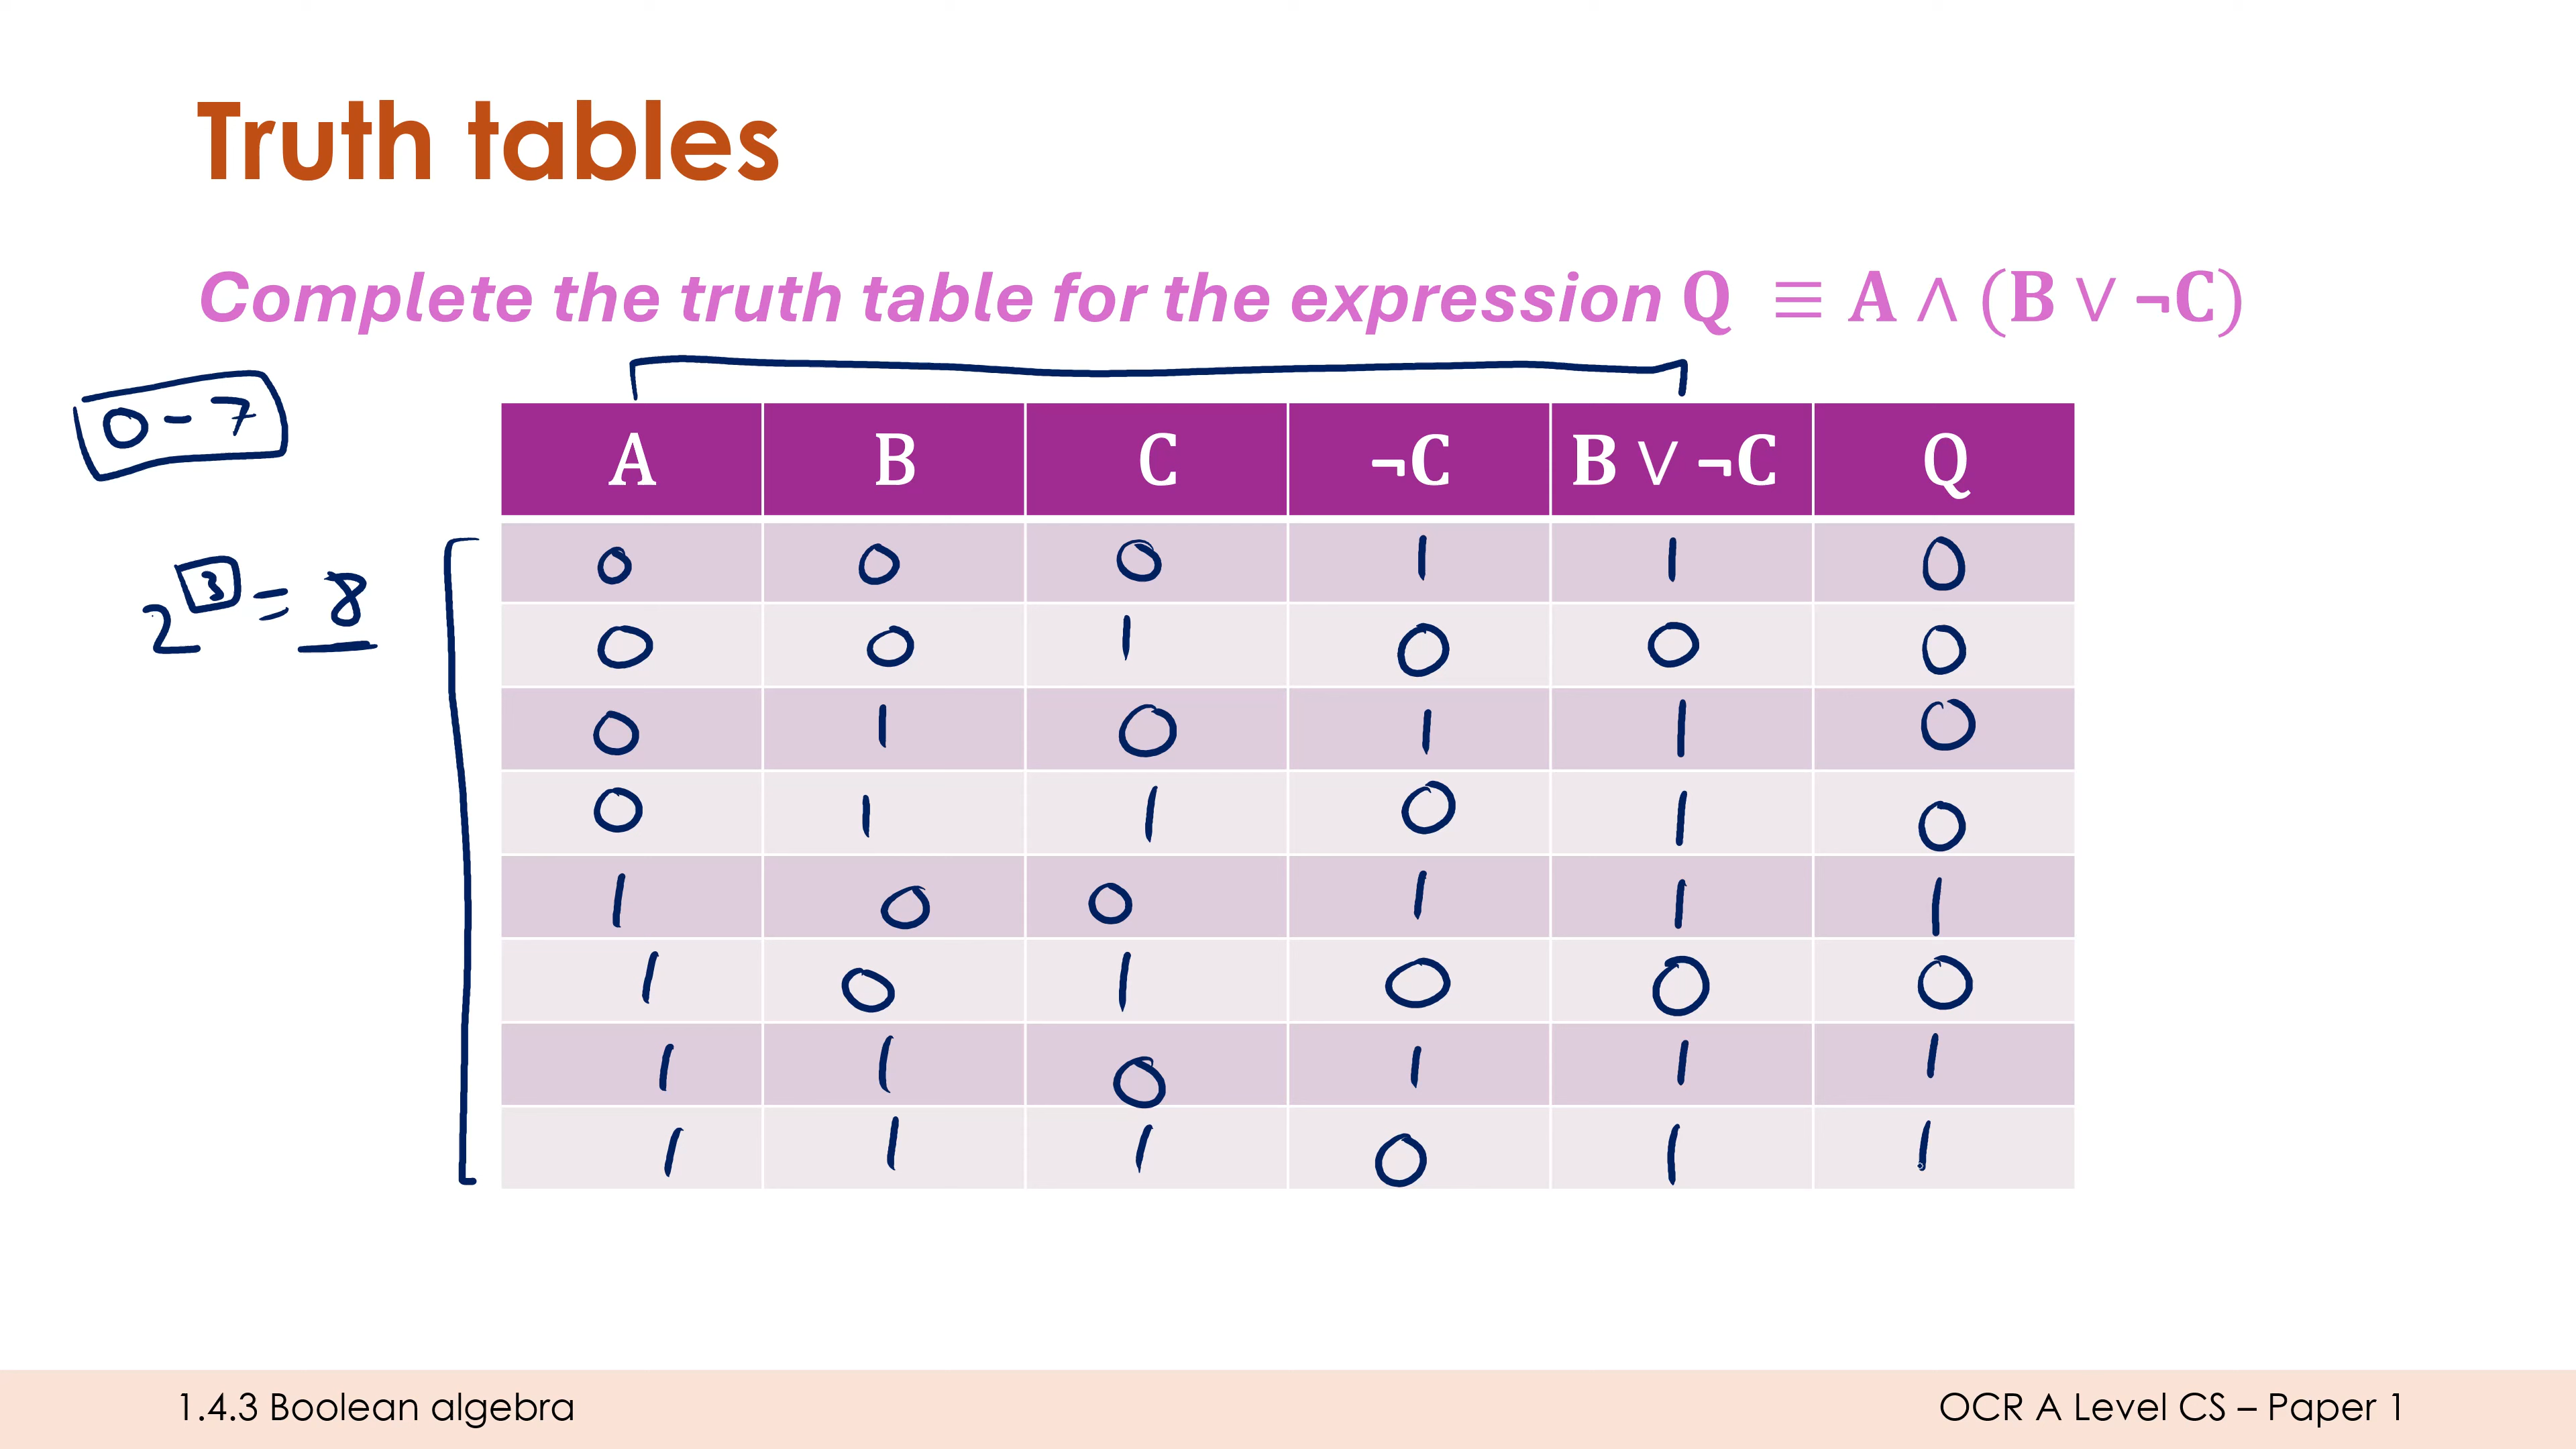 Truth tables
Complete the truth table for the expression Q ≡ A ∧ (B ∨ ¬C)
0 - 7
A B C ¬C B ∨ ¬C Q
0 0 0 1 1 0
2³ = 8
0 0 1 0 0 0
0 1 0 1 1 0
0 1 1 0 1 0
1 0 0 1 1 1
1 0 1 0 0 0
1 1 0 1 1 1
1 1 1 0 1 1
1.4.3 Boolean algebra
OCR A Level CS – Paper 1